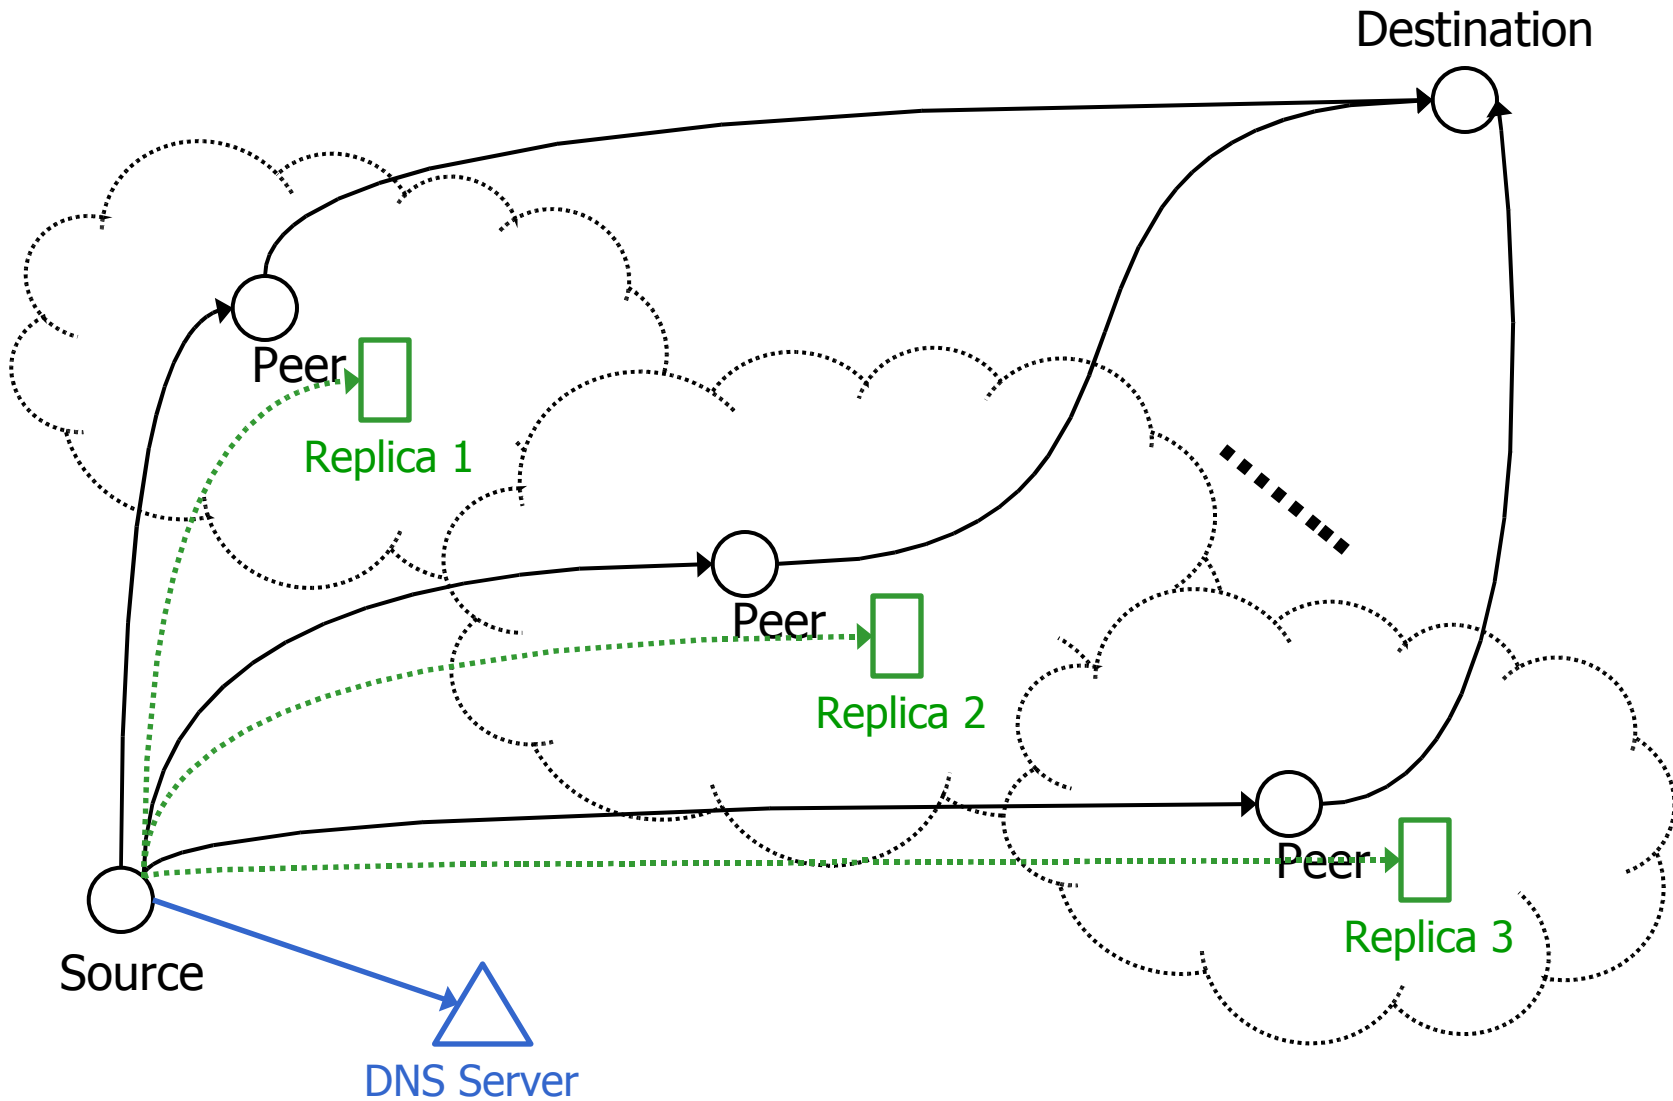 Destination
Peer
Replica 1
Peer
Replica 2
Peer
Replica 3
Source
DNS Server